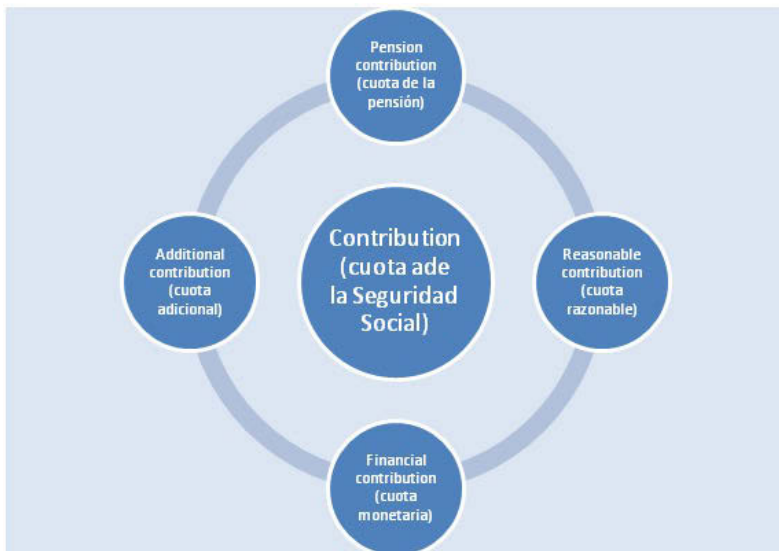 Pension
contribution
(cuota de la
pensión)
Additional
contribution
(cuota
adicional)
Contribution
(cuota ade
la Seguridad
Social)
Reasonable
contribution
(cuota
razonable)
Financial
contribution
(cuota
monetaria)